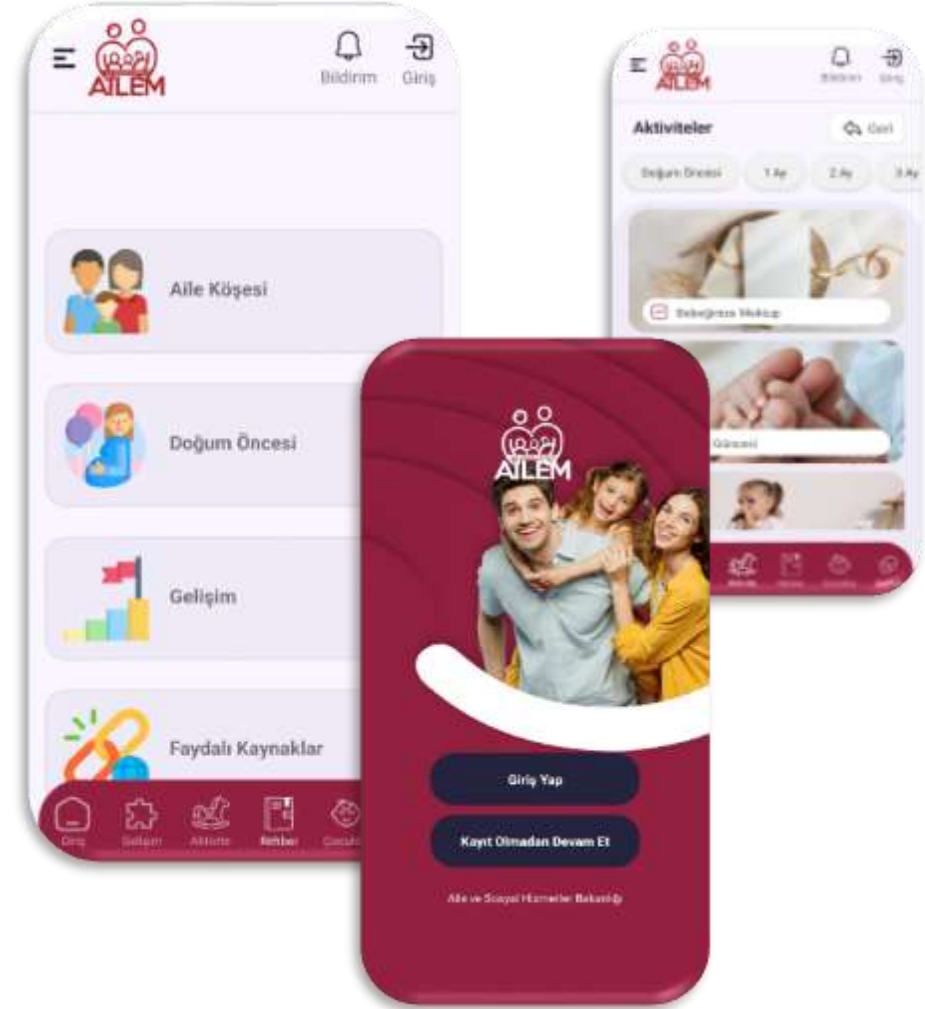 AİLEM
Bildirim
Giriş
Aile Köşesi
Doğum Öncesi
Gelişim
Faydalı Kaynaklar
Giriş
Gelişim
Aktivite
Rehber
AİLEM
Giriş Yap
Kayıt Olmadan Devam Et
Aile ve Sosyal Hizmetler Bakanlığı
AİLEM
Bildirim
Giriş
Aktiviteler
Geri
Doğum Öncesi
1 Ay
2 Ay
3 Ay
Bebeğinize Mektup